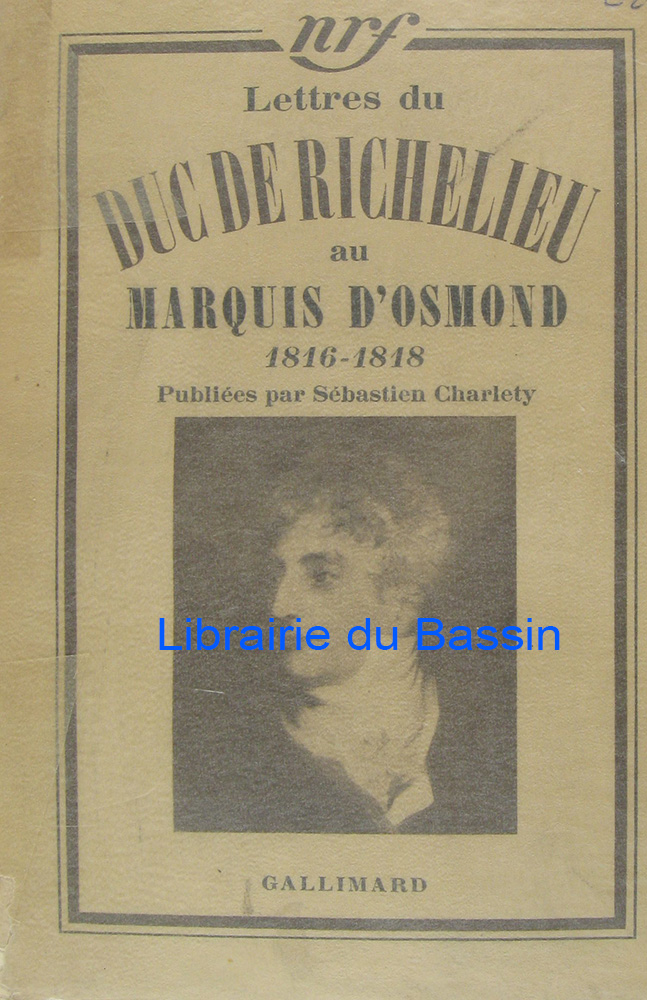 nrf
Lettres du
DUC DE RICHELIEU
au
MARQUIS D'OSMOND
1816-1818
Publiées par Sébastien Charlety
Librairie du Bassin
GALLIMARD